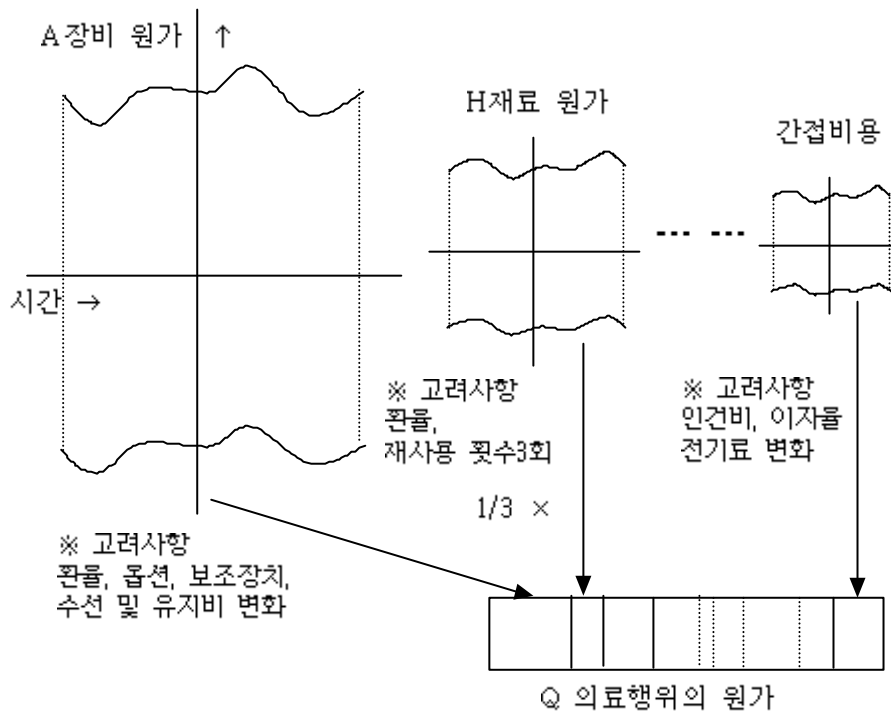 A장비 원가 ↑
H재료 원가
간접비용
... ...
시간 →
※ 고려사항
환율,
재사용 횟수3회
1/3 ×
※ 고려사항
인건비, 이자율
전기료 변화
※ 고려사항
환율, 옵션, 보조장치,
수선 및 유지비 변화
Q 의료행위의 원가